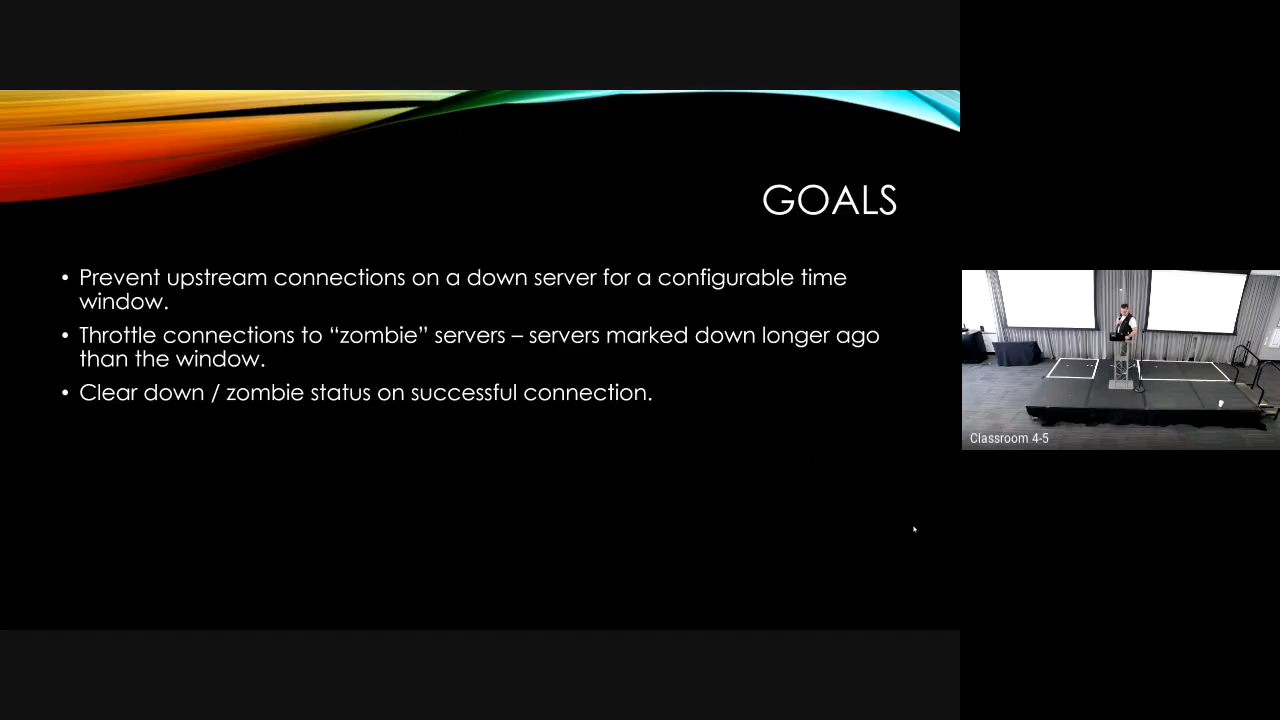 GOALS
• Prevent upstream connections on a down server for a configurable time
window.
• Throttle connections to “zombie” servers – servers marked down longer ago
than the window.
• Clear down / zombie status on successful connection.
Classroom 4-5